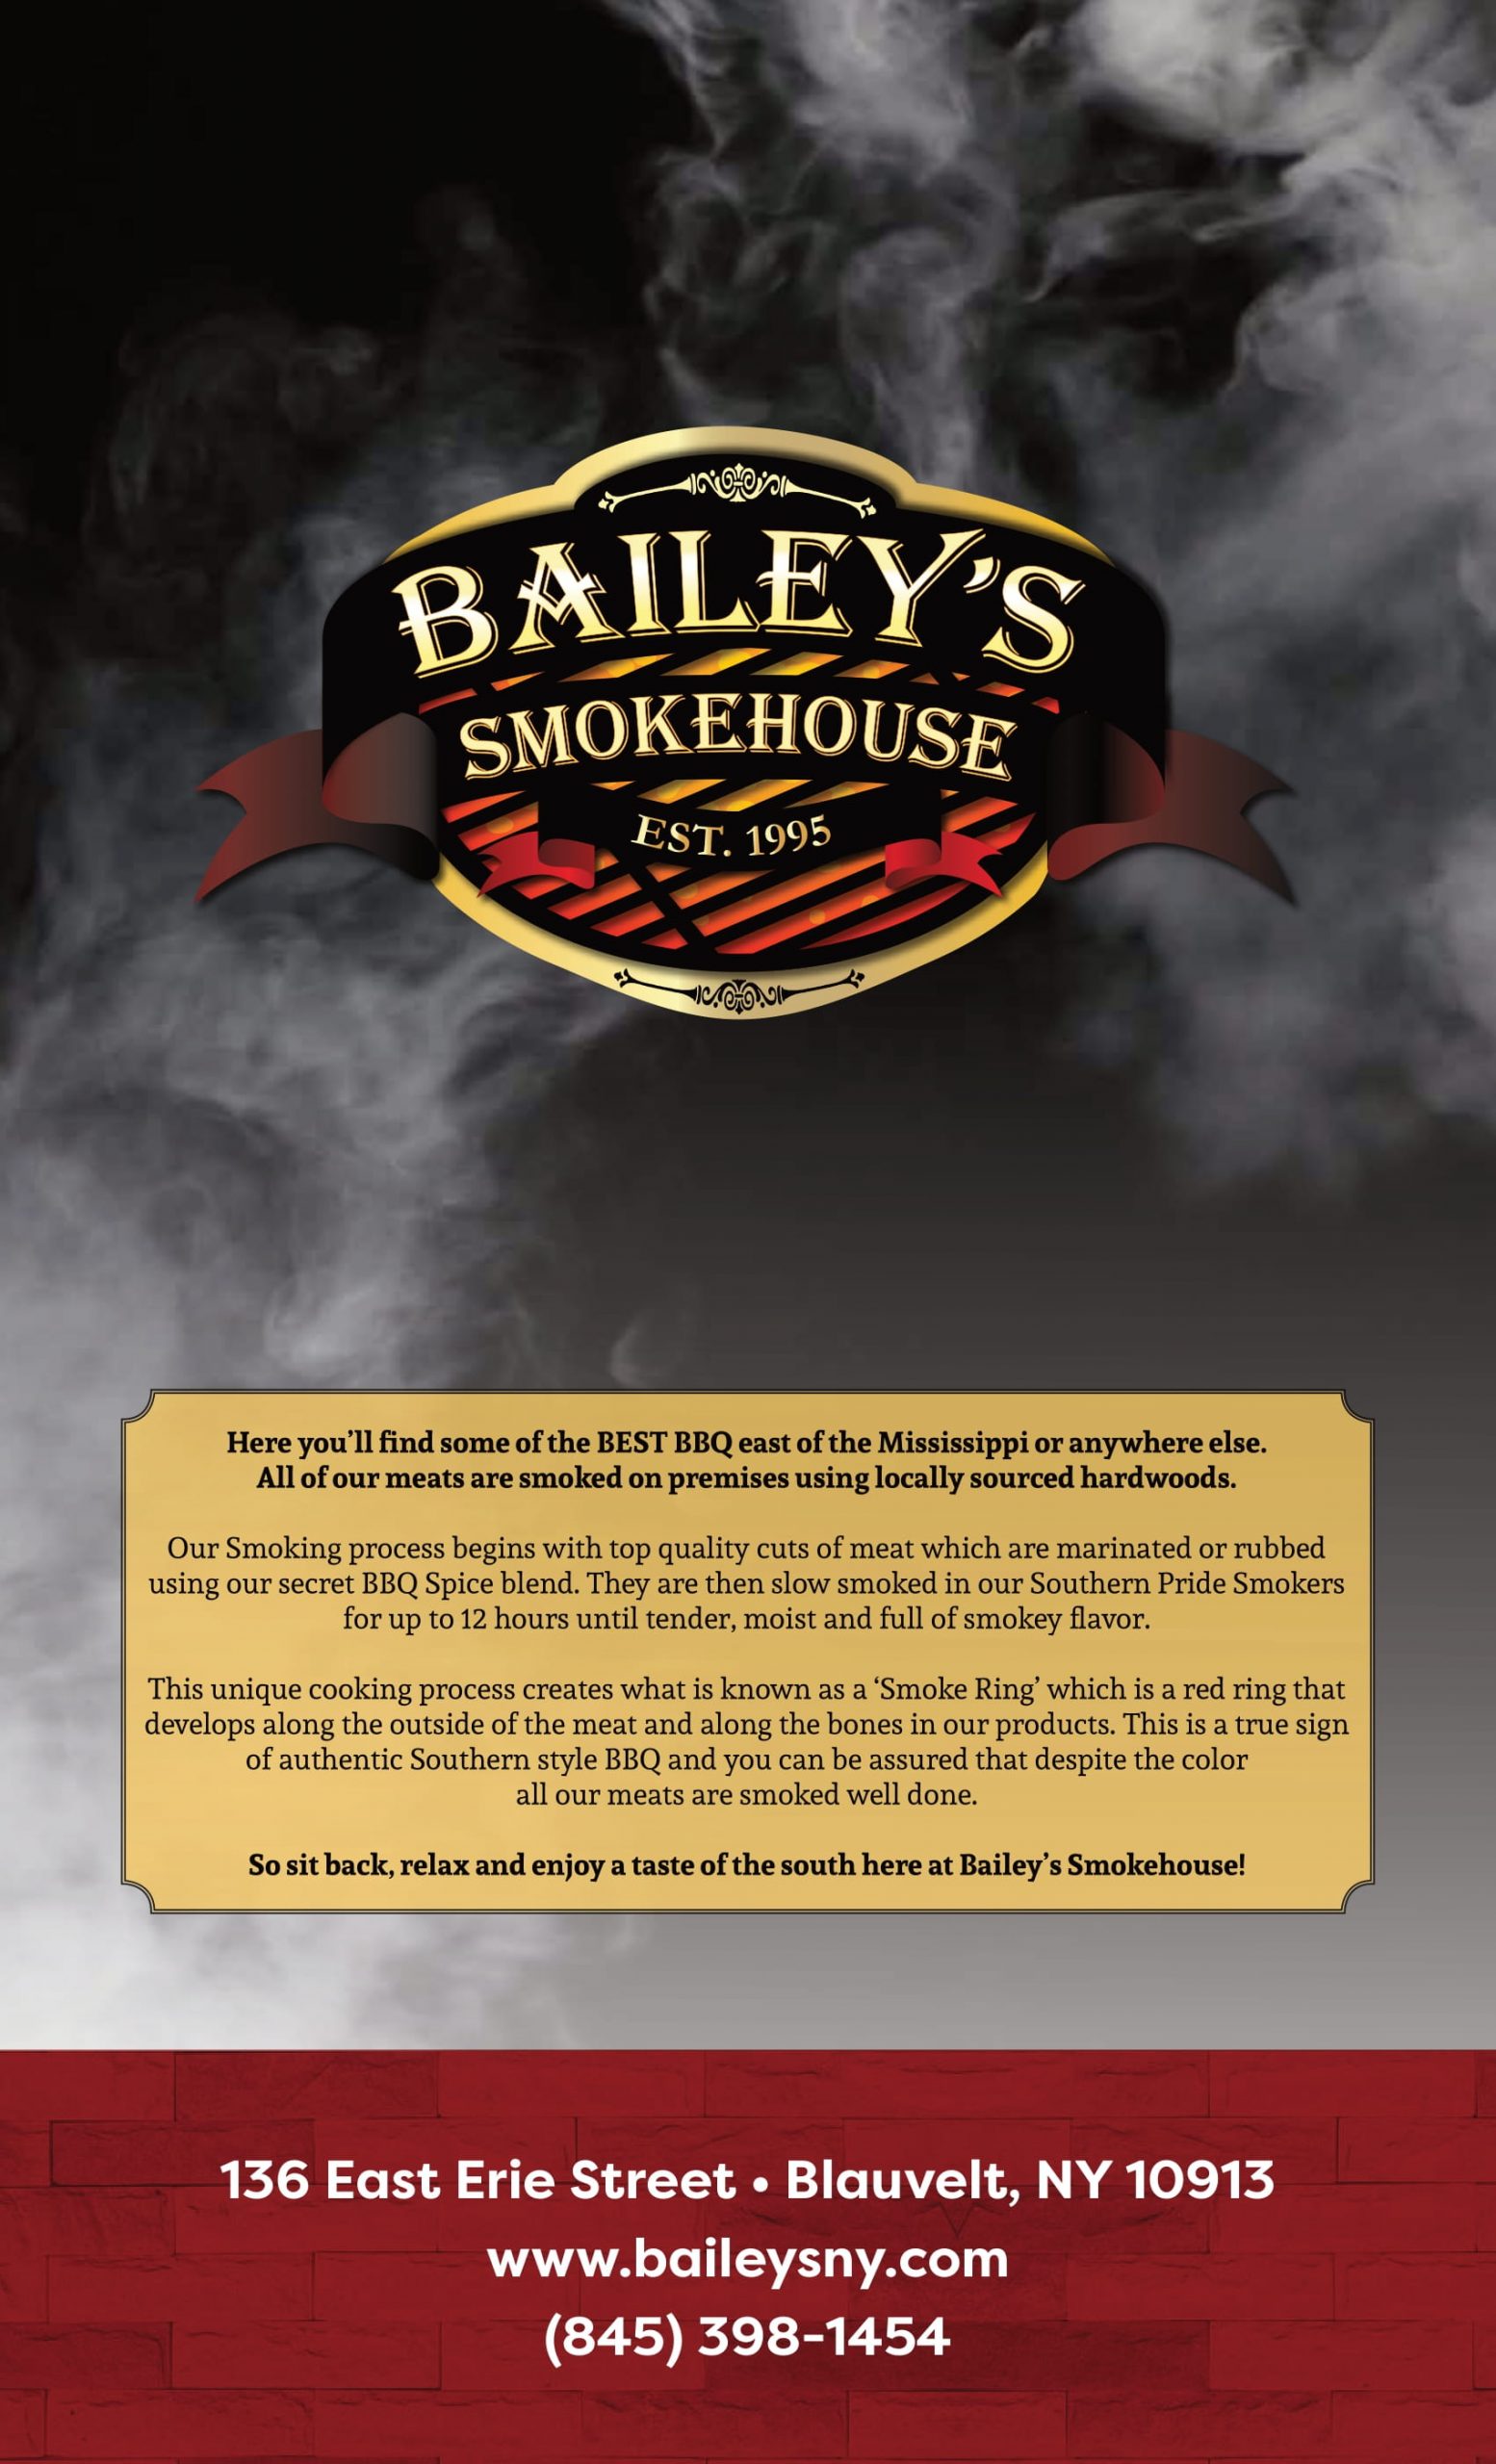 BAILEY'S
SMOKEHOUSE
EST. 1995
Here you'll find some of the BEST BBQ east of the Mississippi or anywhere else.
All of our meats are smoked on premises using locally sourced hardwoods.
Our Smoking process begins with top quality cuts of meat which are marinated or rubbed
using our secret BBQ Spice blend. They are then slow smoked in our Southern Pride Smokers
for up to 12 hours until tender, moist and full of smokey flavor.
This unique cooking process creates what is known as a ‘Smoke Ring’ which is a red ring that
develops along the outside of the meat and along the bones in our products. This is a true sign
of authentic Southern style BBQ and you can be assured that despite the color
all our meats are smoked well done.
So sit back, relax and enjoy a taste of the south here at Bailey's Smokehouse!
136 East Erie Street • Blauvelt, NY 10913
www.baileysny.com
(845) 398-1454